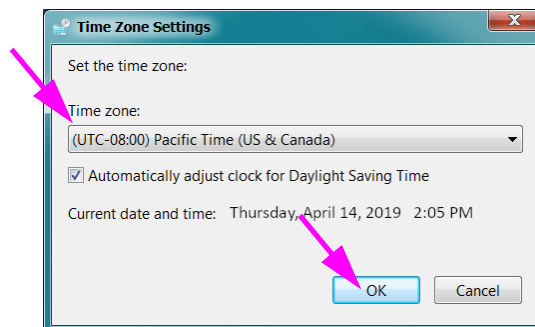 Time Zone Settings
Set the time zone:
Time zone:
(UTC-08:00) Pacific Time (US & Canada)
Automatically adjust clock for Daylight Saving Time
Current date and time: Thursday, April 14, 2019 2:05 PM
OK Cancel